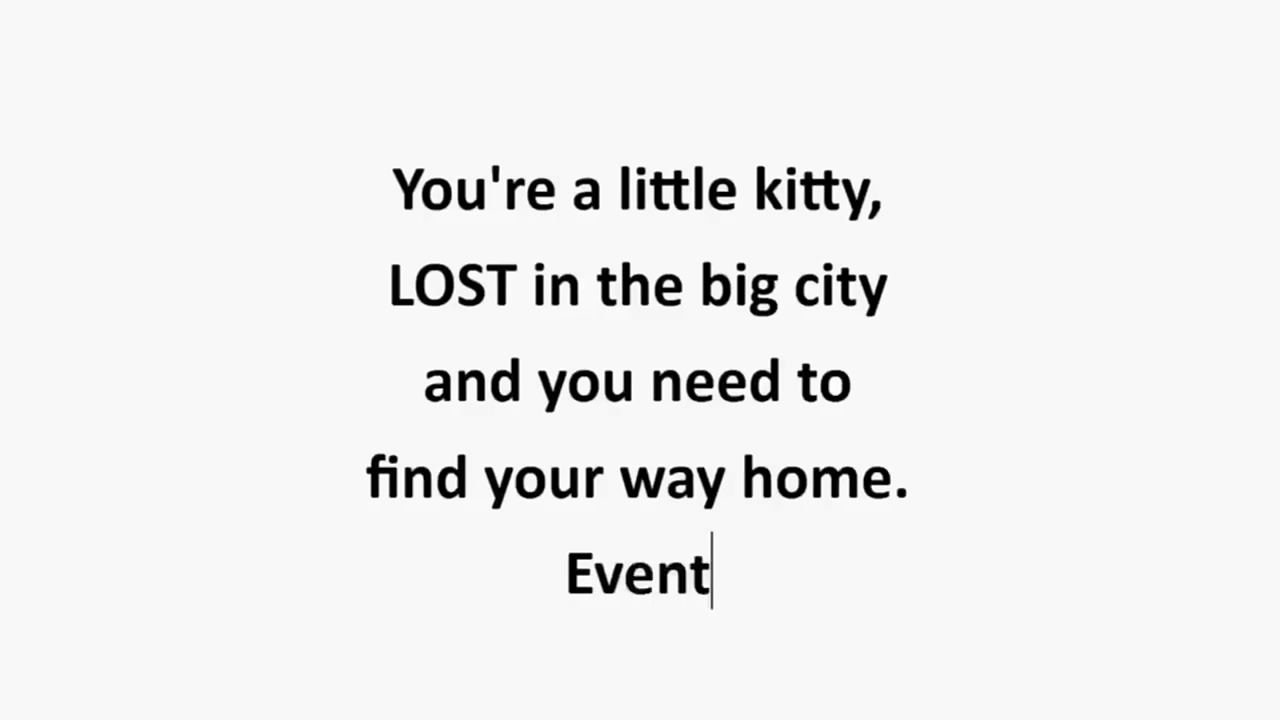 You're a little kitty,
LOST in the big city
and you need to
find your way home.
Event